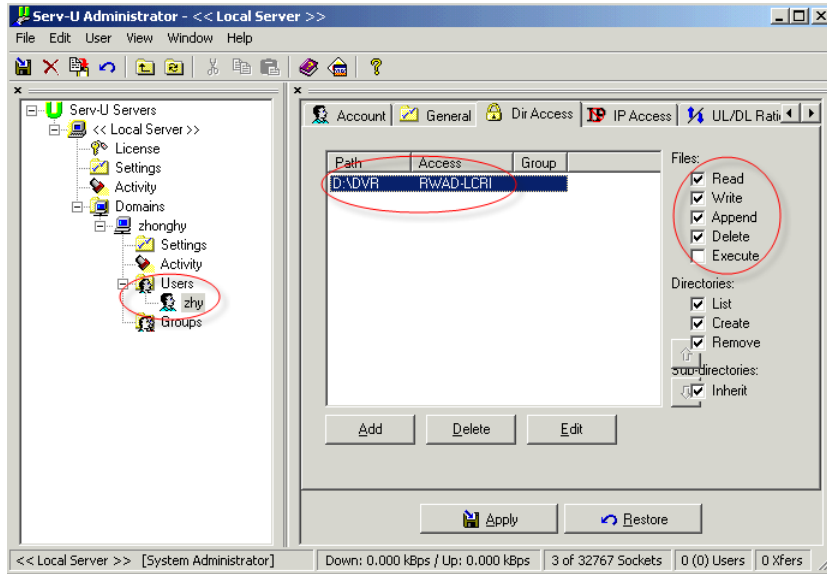 Serv-U Administrator - << Local Server >>
File Edit User View Window Help
Serv-U Servers
<< Local Server >>
License
Settings
Activity
Domains
zhonghy
Settings
Activity
Users
zhy
Groups
Account General Dir Access IP Access UL/DL Rati
Path Access Group
D:\DVR RWAD-LCRI
Files:
Read
Write
Append
Delete
Execute
Directories:
List
Create
Remove
Sub-directories:
Inherit
Add Delete Edit
Apply Restore
<< Local Server >> [System Administrator] Down: 0.000 kBps / Up: 0.000 kBps 3 of 32767 Sockets 0 (0) Users 0 Xfers